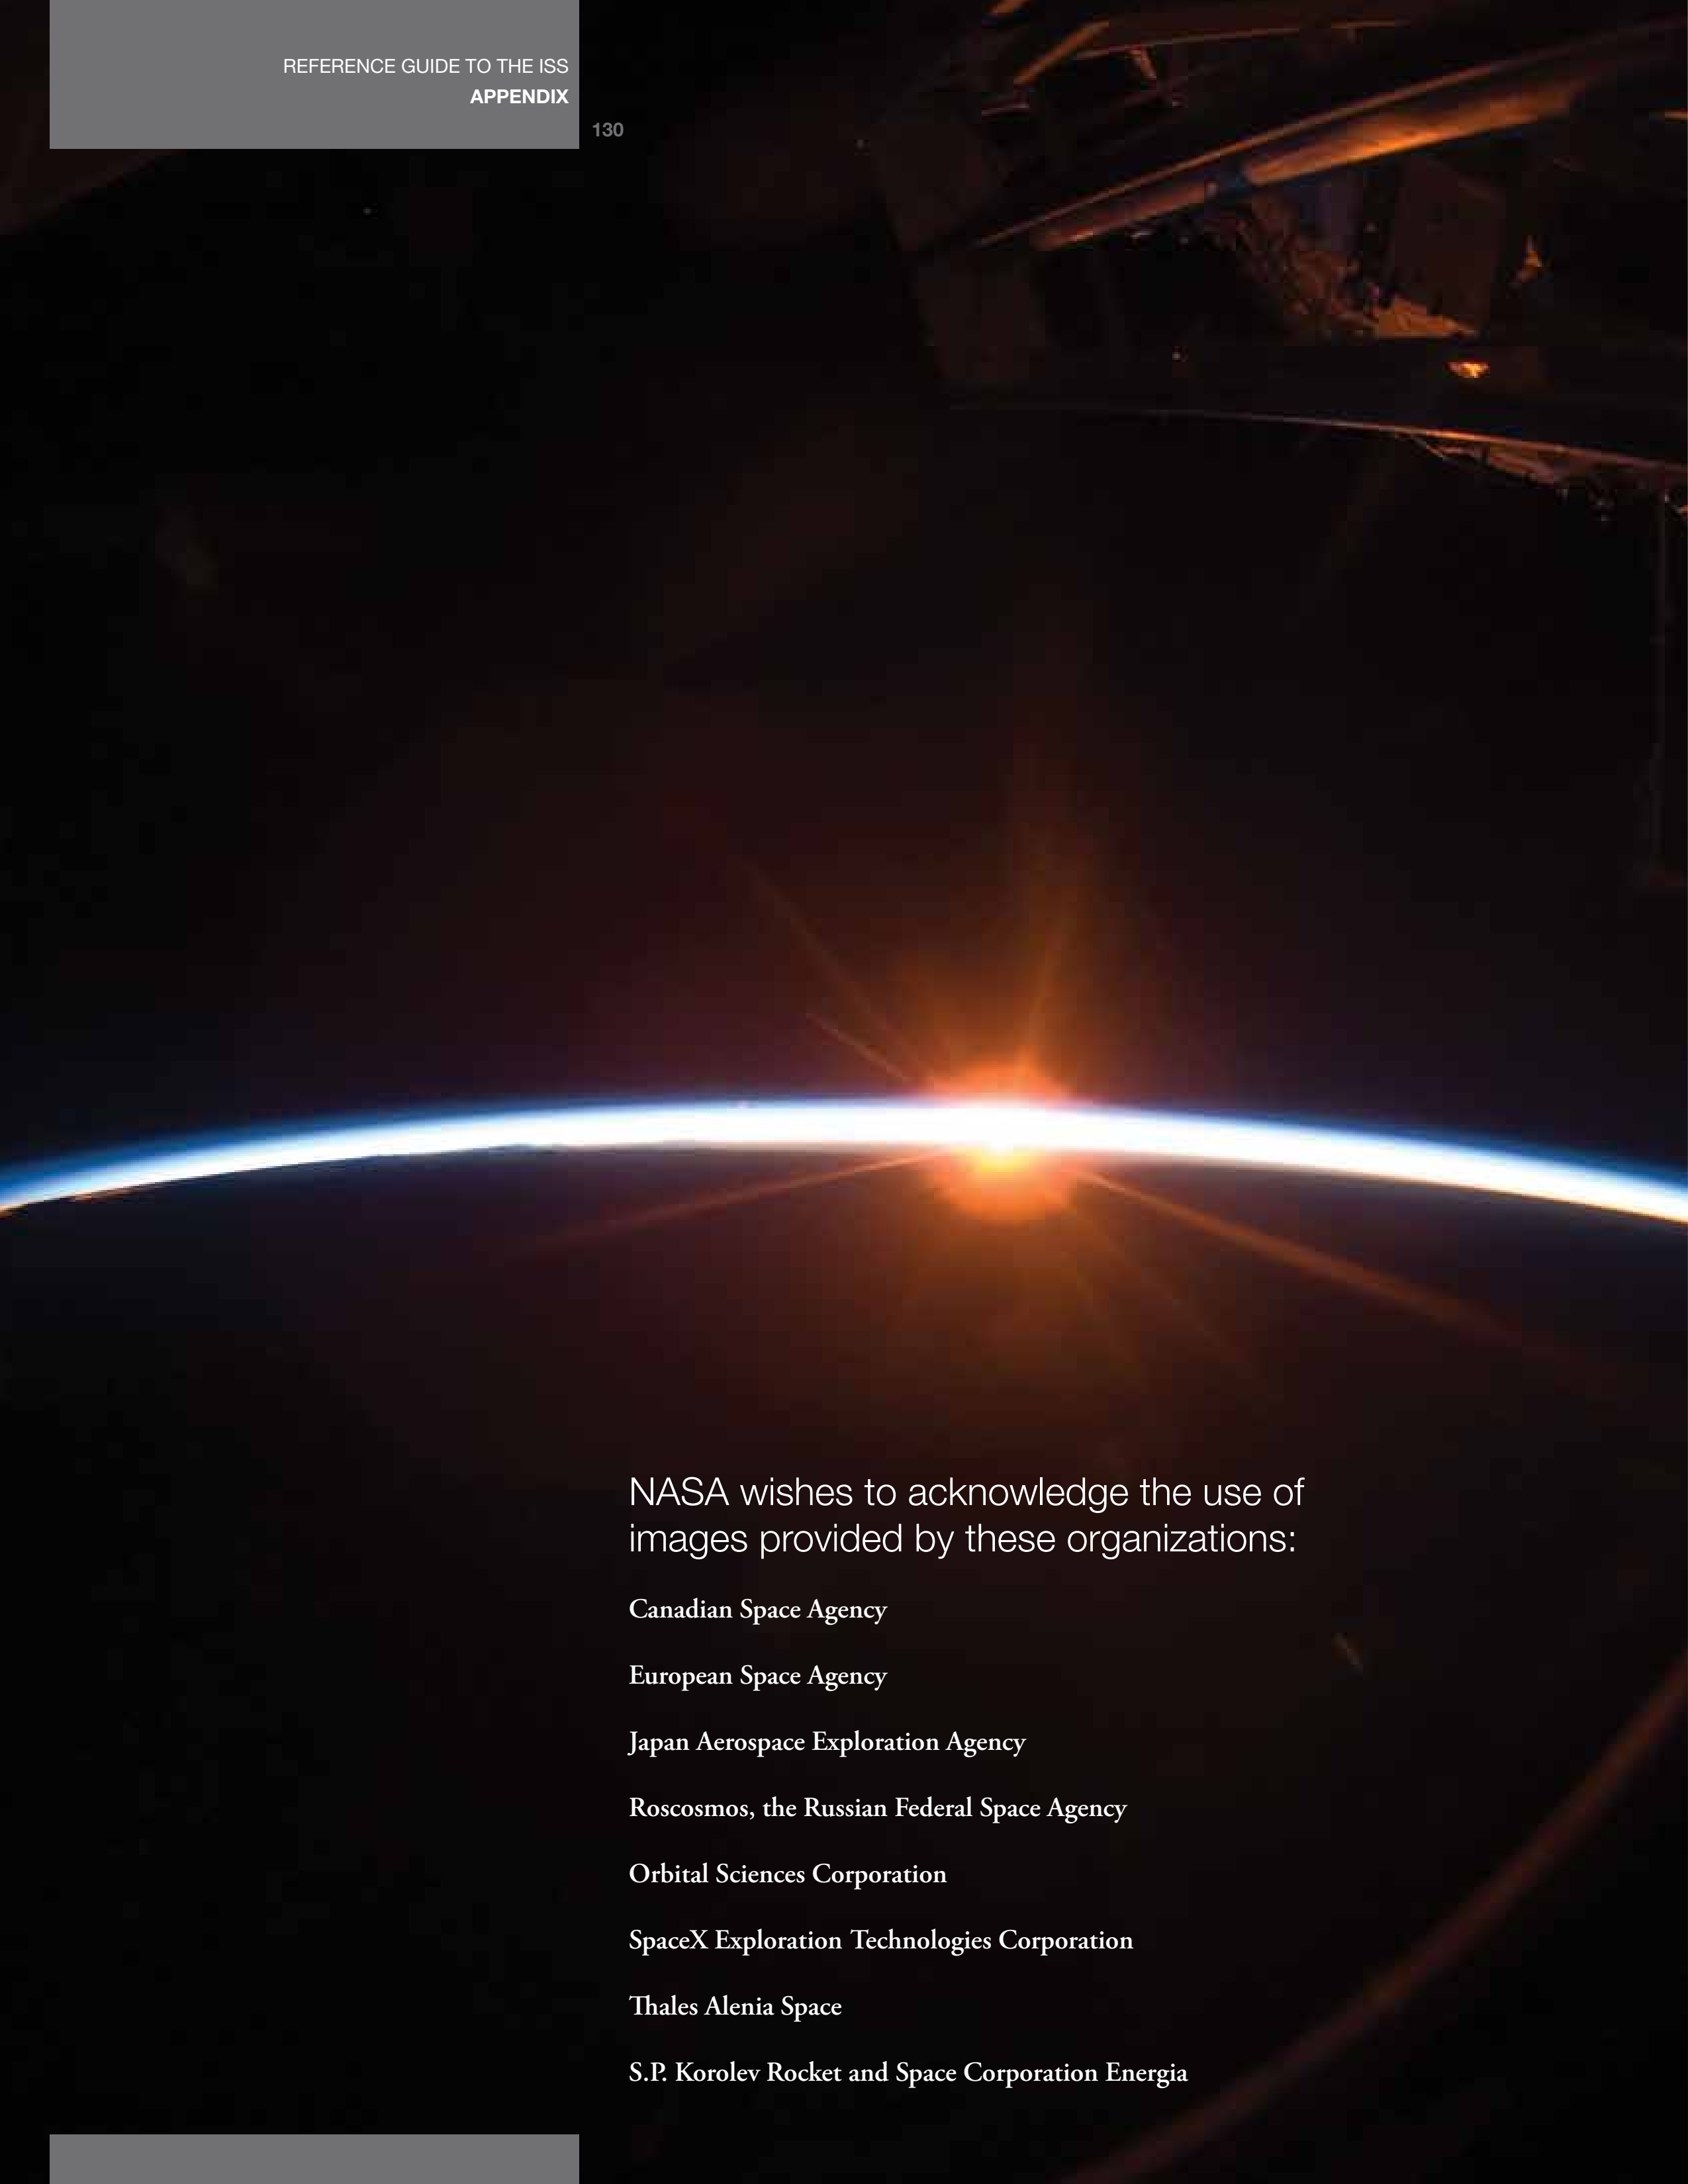 REFERENCE GUIDE TO THE ISS
APPENDIX
130
NASA wishes to acknowledge the use of
images provided by these organizations:
Canadian Space Agency
European Space Agency
Japan Aerospace Exploration Agency
Roscosmos, the Russian Federal Space Agency
Orbital Sciences Corporation
SpaceX Exploration Technologies Corporation
Thales Alenia Space
S.P. Korolev Rocket and Space Corporation Energia